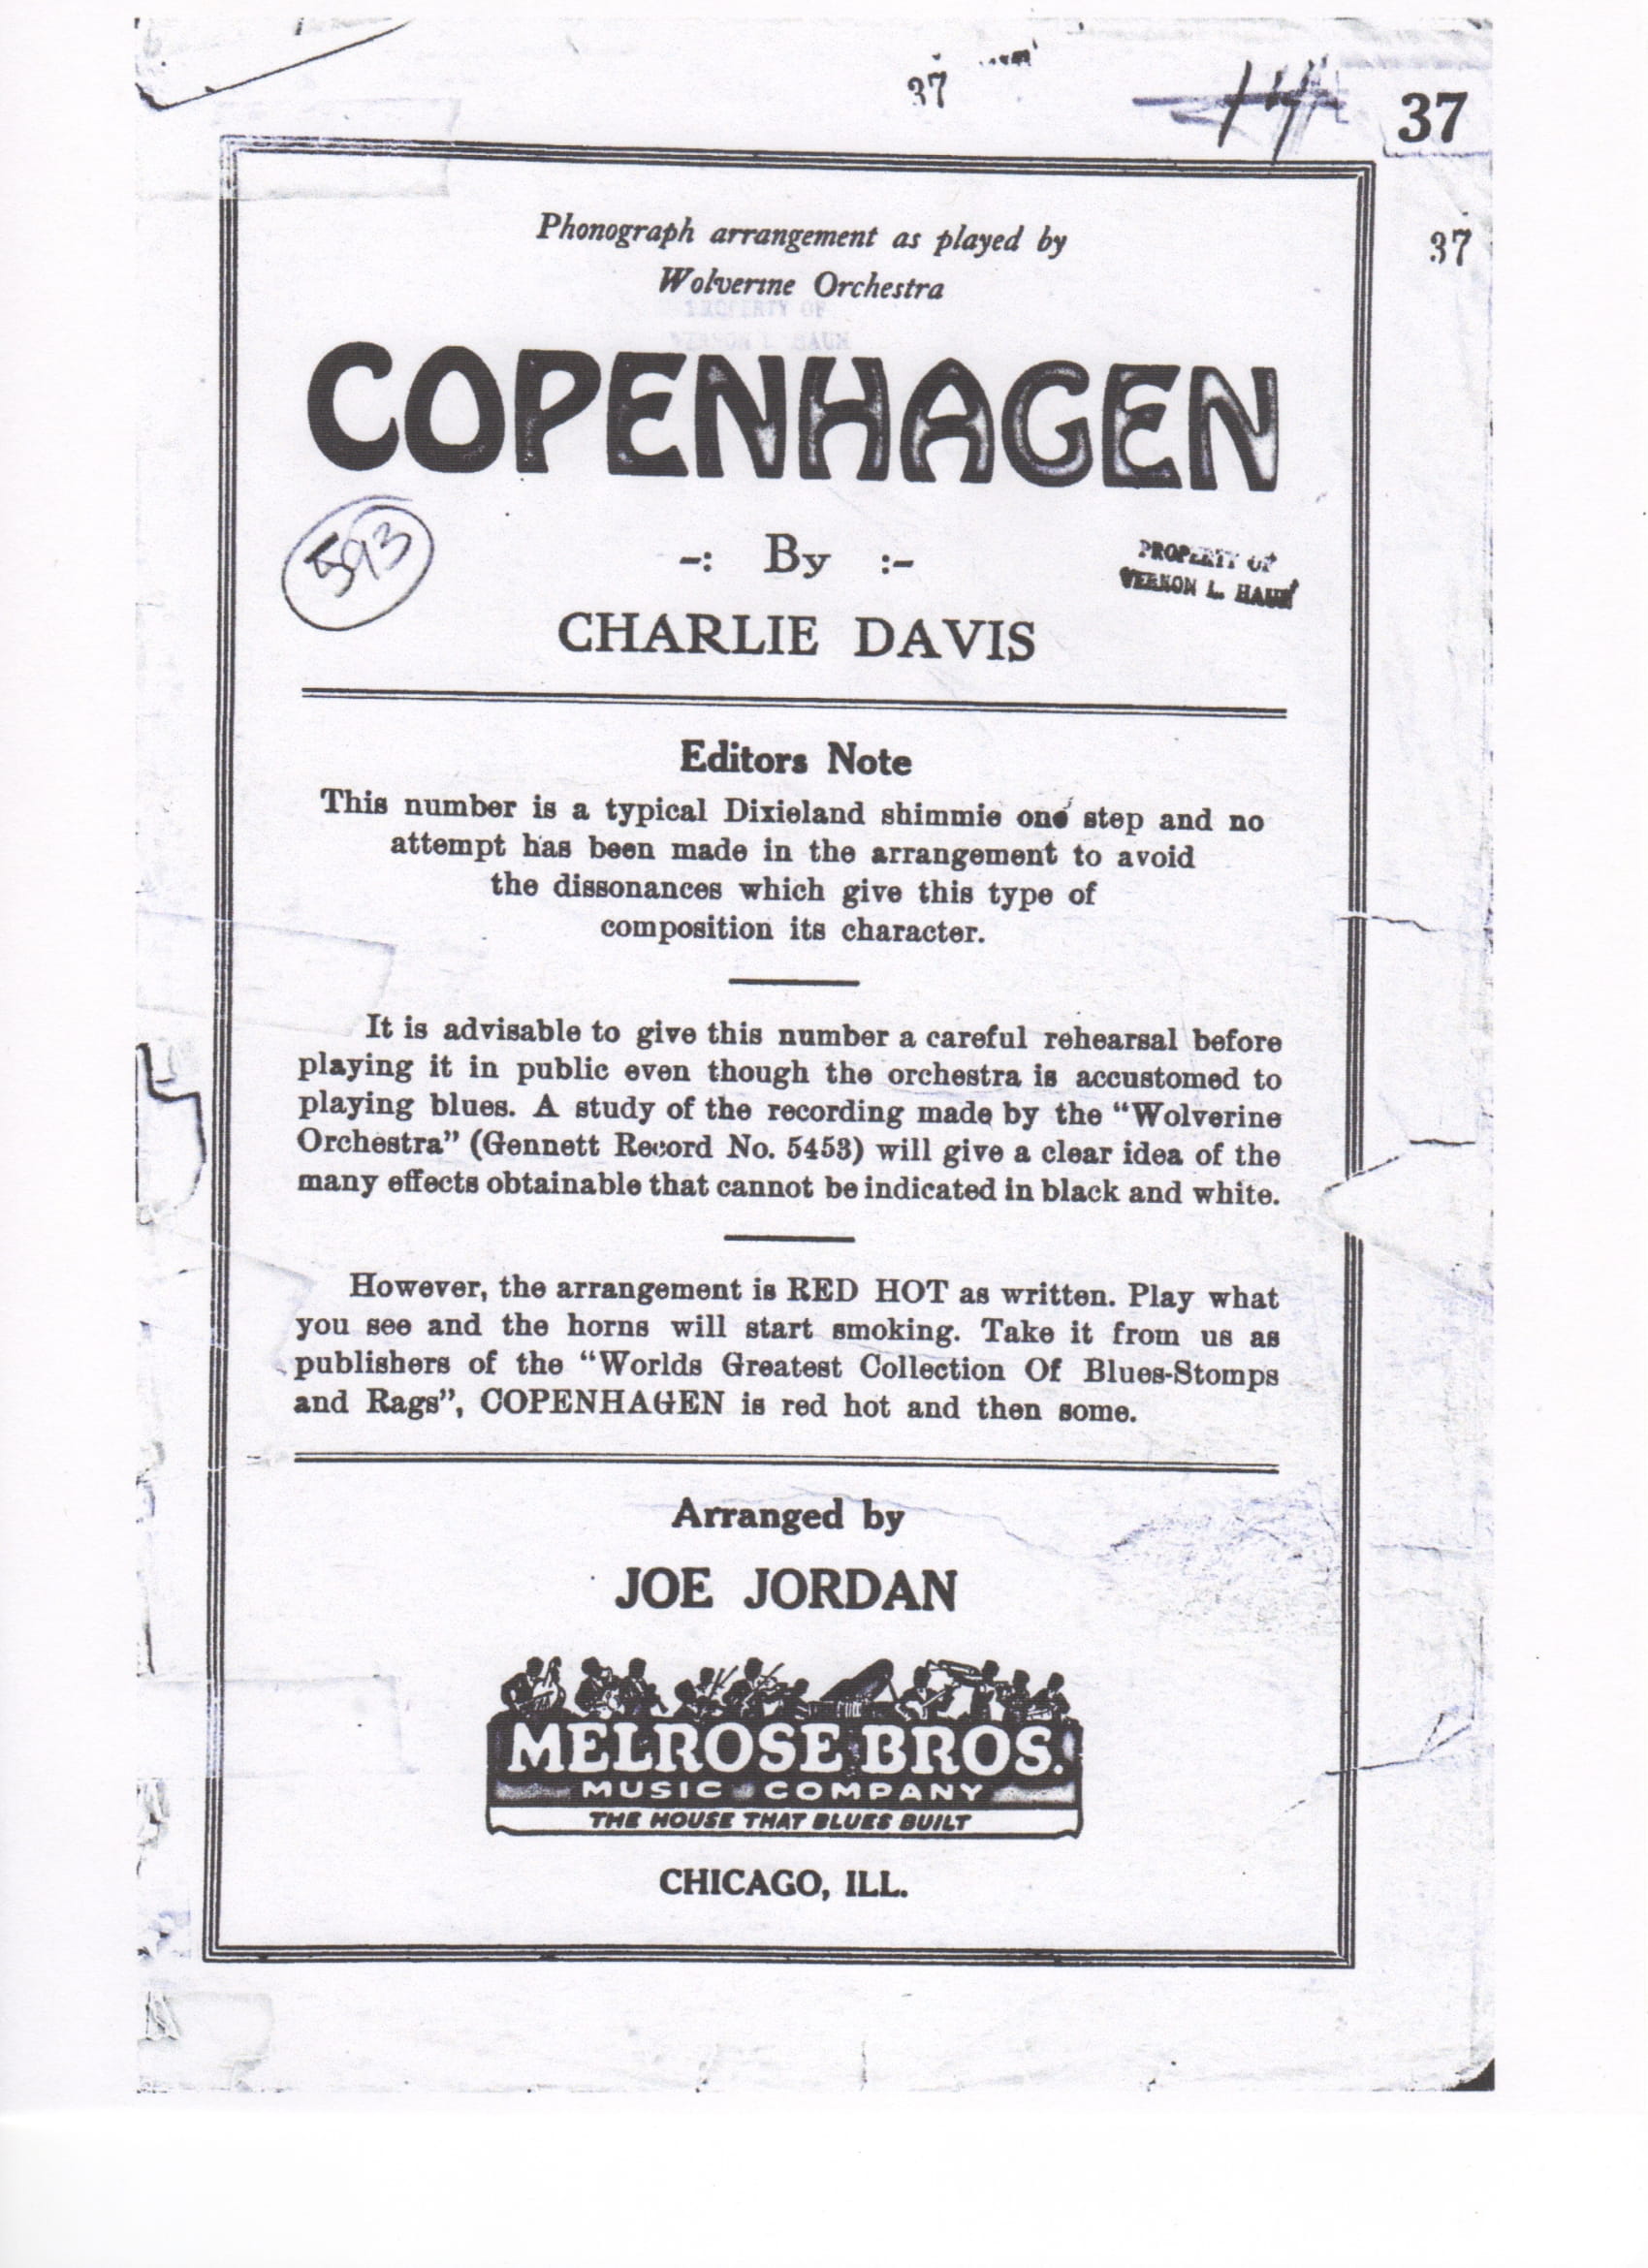 37
37
Phonograph arrangement as played by
Wolverine Orchestra
37
PROPERTY OF
VERNON L. HAUN
COPENHAGEN
593
-: By :-
PROPERTY OF
VERNON L. HAUN
CHARLIE DAVIS
Editors Note
This number is a typical Dixieland shimmie one step and no
attempt has been made in the arrangement to avoid
the dissonances which give this type of
composition its character.
It is advisable to give this number a careful rehearsal before
playing it in public even though the orchestra is accustomed to
playing blues. A study of the recording made by the “Wolverine
Orchestra” (Gennett Record No. 5453) will give a clear idea of the
many effects obtainable that cannot be indicated in black and white.
However, the arrangement is RED HOT as written. Play what
you see and the horns will start smoking. Take it from us as
publishers of the “Worlds Greatest Collection Of Blues-Stomps
and Rags”, COPENHAGEN is red hot and then some.
Arranged by
JOE JORDAN
MELROSE BROS.
MUSIC COMPANY
THE HOUSE THAT BLUES BUILT
CHICAGO, ILL.